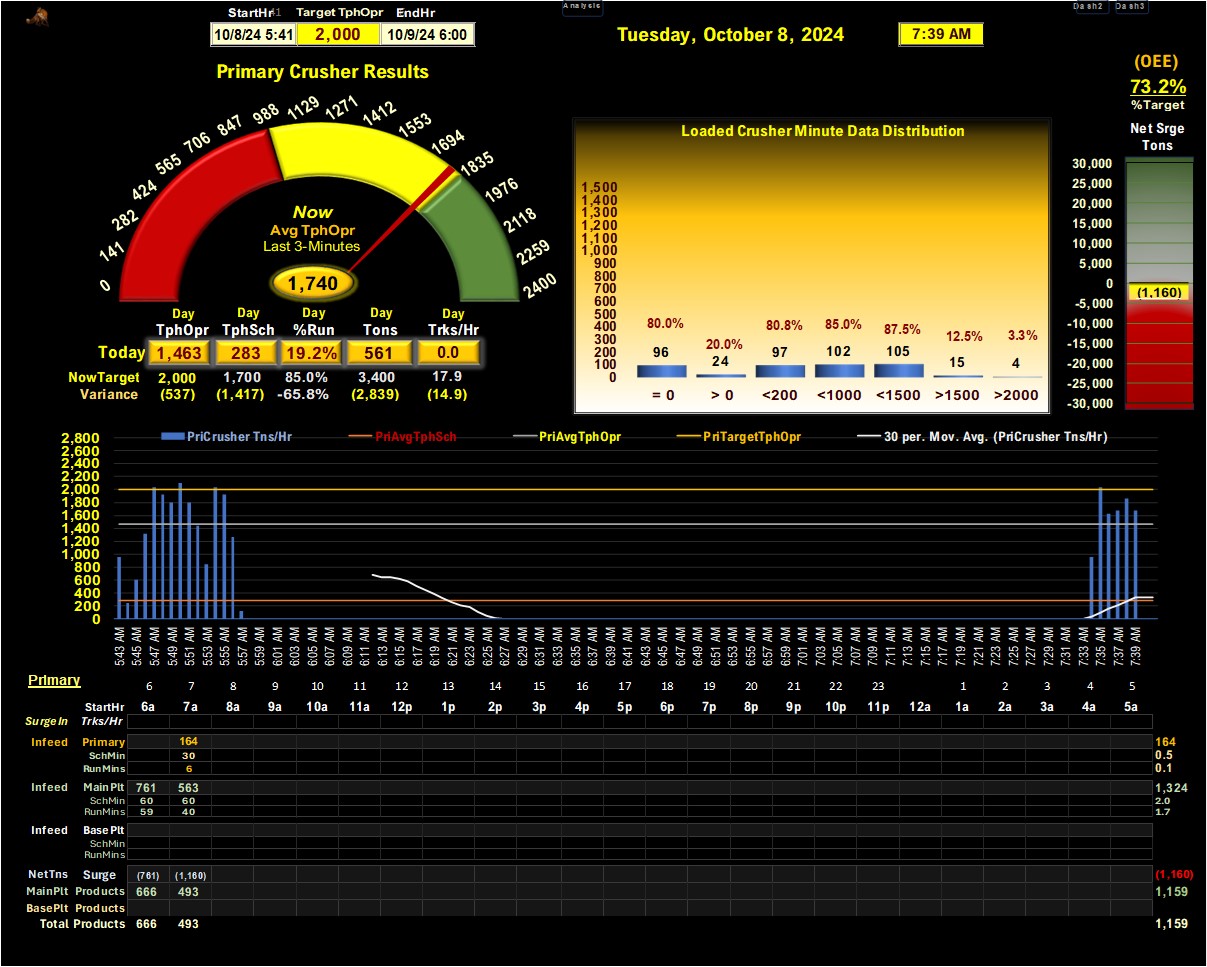 StartHr Target TphOpr EndHr
10/8/24 5:41 2,000 10/9/24 6:00
Analysis
Dash2 Dash3
Tuesday, October 8, 2024 7:39 AM
(OEE)
73.2%
%Target
Primary Crusher Results
0 141 282 424 565 706 847 988 1129 1271 1412 1553 1694 1835 1976 2118 2259 2400
Now
Avg TphOpr
Last 3-Minutes
1,740
Day Day Day Day Day
TphOpr TphSch %Run Tons Trks/Hr
Today 1,463 283 19.2% 561 0.0
NowTarget 2,000 1,700 85.0% 3,400 17.9
Variance (537) (1,417) -65.8% (2,839) (14.9)
Loaded Crusher Minute Data Distribution
1,500
1,400
1,300
1,200
1,100
1,000
900
800
700
600
500
400
300
200
100
0
80.0% 20.0% 80.8% 85.0% 87.5% 12.5% 3.3%
96 24 97 102 105 15 4
= 0 > 0 <200 <1000 <1500 >1500 >2000
Net Srge
Tons
30,000
25,000
20,000
15,000
10,000
5,000
0
(1,160)
-5,000
-10,000
-15,000
-20,000
-25,000
-30,000
PriCrusher Tns/Hr PriAvgTphSch PriAvgTphOpr PriTargetTphOpr 30 per. Mov. Avg. (PriCrusher Tns/Hr)
2,800
2,600
2,400
2,200
2,000
1,800
1,600
1,400
1,200
1,000
800
600
400
200
0
5:43 AM 5:45 AM 5:47 AM 5:49 AM 5:51 AM 5:53 AM 5:55 AM 5:57 AM 5:59 AM 6:01 AM 6:03 AM 6:05 AM 6:07 AM 6:09 AM 6:11 AM 6:13 AM 6:15 AM 6:17 AM 6:19 AM 6:21 AM 6:23 AM 6:25 AM 6:27 AM 6:29 AM 6:31 AM 6:33 AM 6:35 AM 6:37 AM 6:39 AM 6:41 AM 6:43 AM 6:45 AM 6:47 AM 6:49 AM 6:51 AM 6:53 AM 6:55 AM 6:57 AM 6:59 AM 7:01 AM 7:03 AM 7:05 AM 7:07 AM 7:09 AM 7:11 AM 7:13 AM 7:15 AM 7:17 AM 7:19 AM 7:21 AM 7:23 AM 7:25 AM 7:27 AM 7:29 AM 7:31 AM 7:33 AM 7:35 AM 7:37 AM 7:39 AM
Primary
6 7 8 9 10 11 12 13 14 15 16 17 18 19 20 21 22 23 1 2 3 4 5
StartHr 6a 7a 8a 9a 10a 11a 12p 1p 2p 3p 4p 5p 6p 7p 8p 9p 10p 11p 12a 1a 2a 3a 4a 5a
SurgeIn Trks/Hr
Infeed Primary 164 164
SchMin 30 0.5
RunMins 6 0.1
Infeed MainPlt 761 563 1,324
SchMin 60 60 2.0
RunMins 59 40 1.7
Infeed BasePlt
SchMin
RunMins
NetTns Surge (761) (1,160) (1,160)
MainPlt Products 666 493 1,159
BasePlt Products
Total Products 666 493 1,159